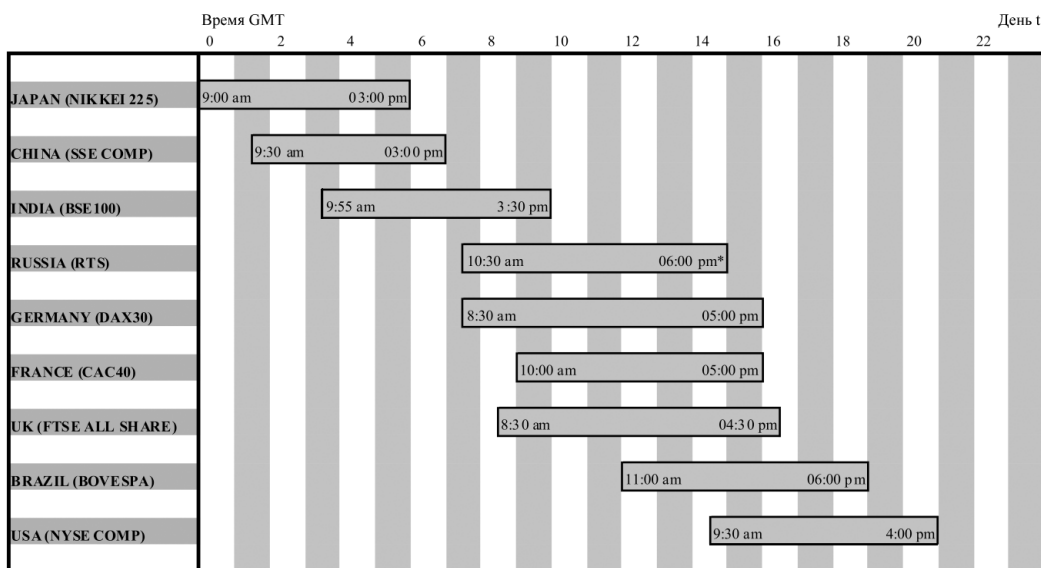 Время GMT День t
0 2 4 6 8 10 12 14 16 18 20 22
JAPAN (NIKKEI 225) 9:00 am 03:00 pm
CHINA (SSE COMP) 9:30 am 03:00 pm
INDIA (BSE100) 9:55 am 3:30 pm
RUSSIA (RTS) 10:30 am 06:00 pm*
GERMANY (DAX30) 8:30 am 05:00 pm
FRANCE (CAC40) 10:00 am 05:00 pm
UK (FTSE ALL SHARE) 8:30 am 04:30 pm
BRAZIL (BOVESPA) 11:00 am 06:00 pm
USA (NYSE COMP) 9:30 am 4:00 pm